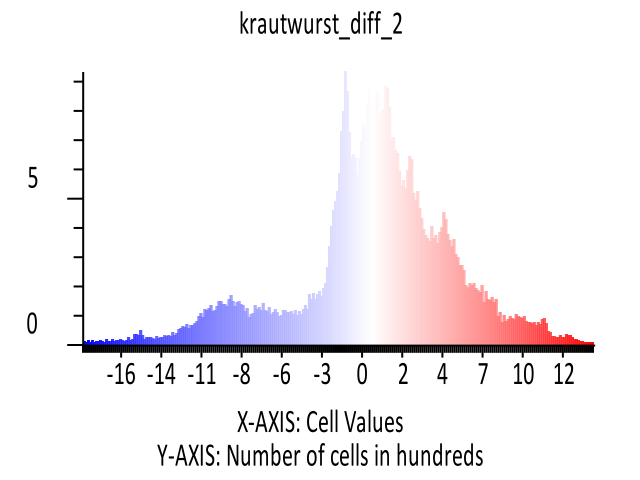 krautwurst_diff_2
5
0
-16 -14 -11 -8 -6 -3 0 2 4 7 10 12
X-AXIS: Cell Values
Y-AXIS: Number of cells in hundreds